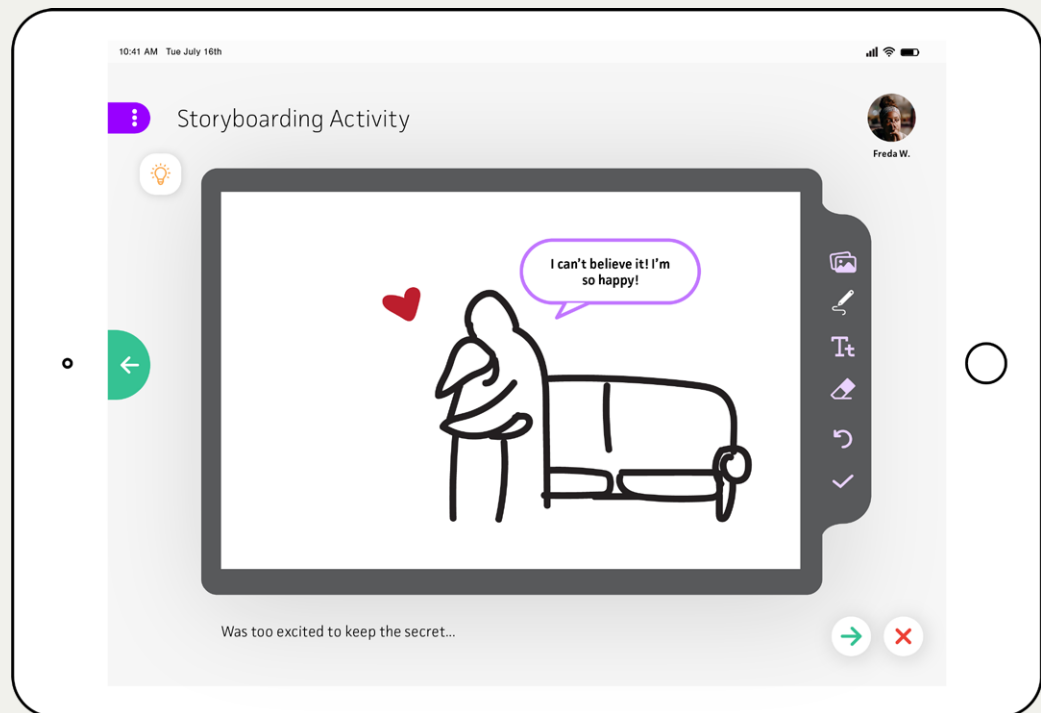 10:41 AM Tue July 16th
Storyboarding Activity
Freda W.
I can't believe it! I'm
so happy!
Tt
Was too excited to keep the secret...